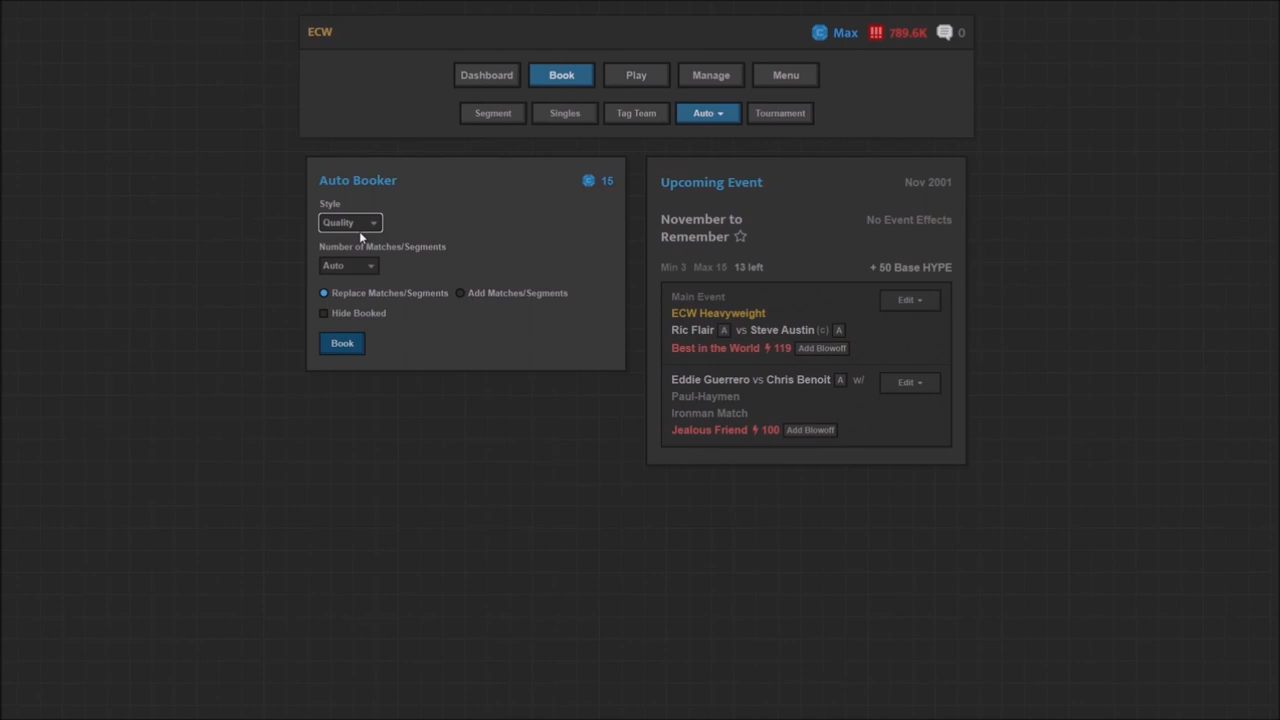 ECW
Max 789.6K 0
Dashboard Book Play Manage Menu
Segment Singles Tag Team Auto Tournament
Auto Booker 15
Style
Quality
Number of Matches/Segments
Auto
Replace Matches/Segments Add Matches/Segments
Hide Booked
Book
Upcoming Event Nov 2001
November to No Event Effects
Remember
Min 3 Max 15 13 left + 50 Base HYPE
Main Event Edit
ECW Heavyweight
Ric Flair A vs Steve Austin (c) A
Best in the World 119 Add Blowoff
Eddie Guerrero vs Chris Benoit A w/ Edit
Paul-Haymen
Ironman Match
Jealous Friend 100 Add Blowoff